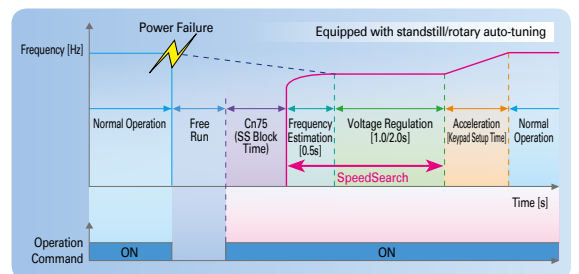 Power Failure
Equipped with standstill/rotary auto-tuning
Frequency [Hz]
Normal Operation
Free
Run
Cn75
(SS Block
Time)
Frequency
Estimation
[0.5s]
Voltage Regulation
[1.0/2.0s]
Acceleration
[Keypad Setup Time]
Normal
Operation
SpeedSearch
Time [s]
Operation
Command
ON
ON